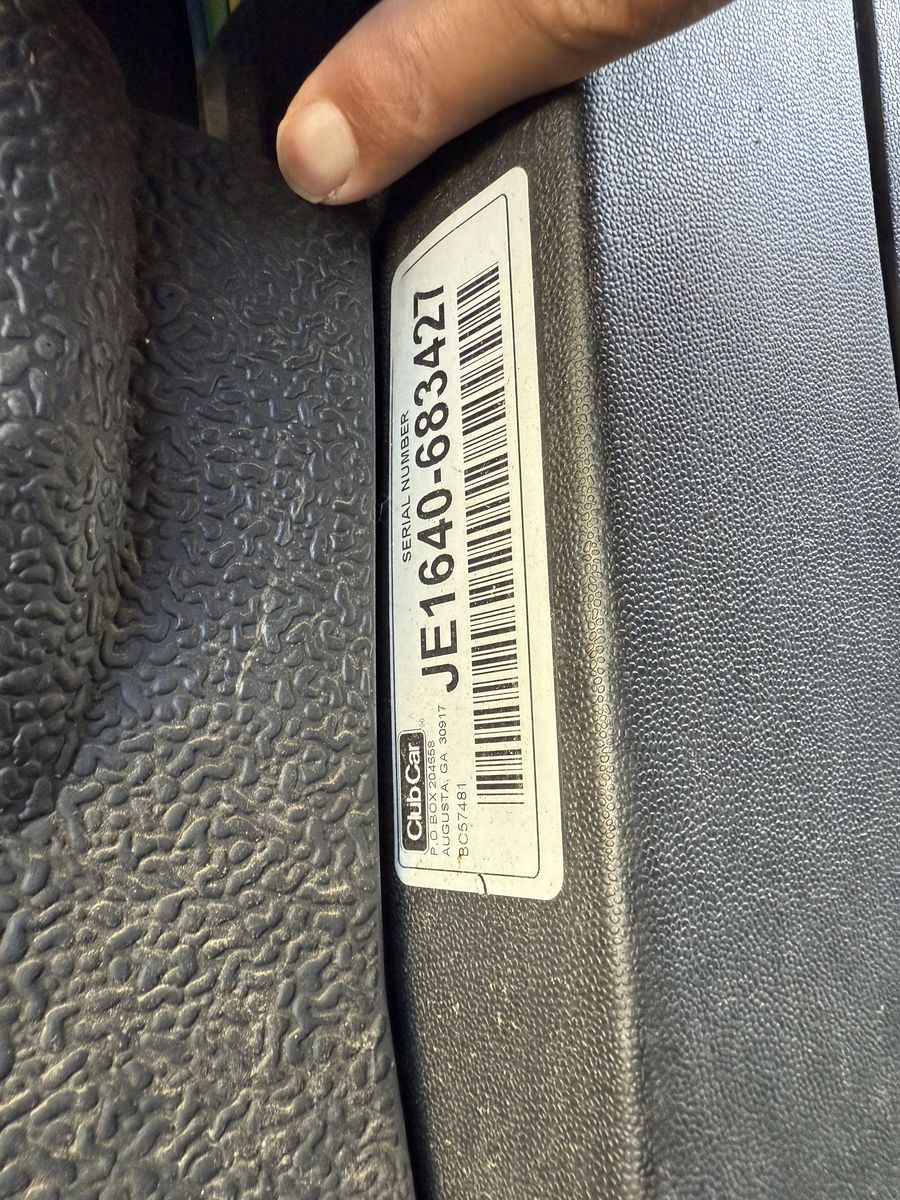 SERIAL NUMBER
JE1640-683427
Club Car
P.O BOX 204658
AUGUSTA, GA 30917
BC57481